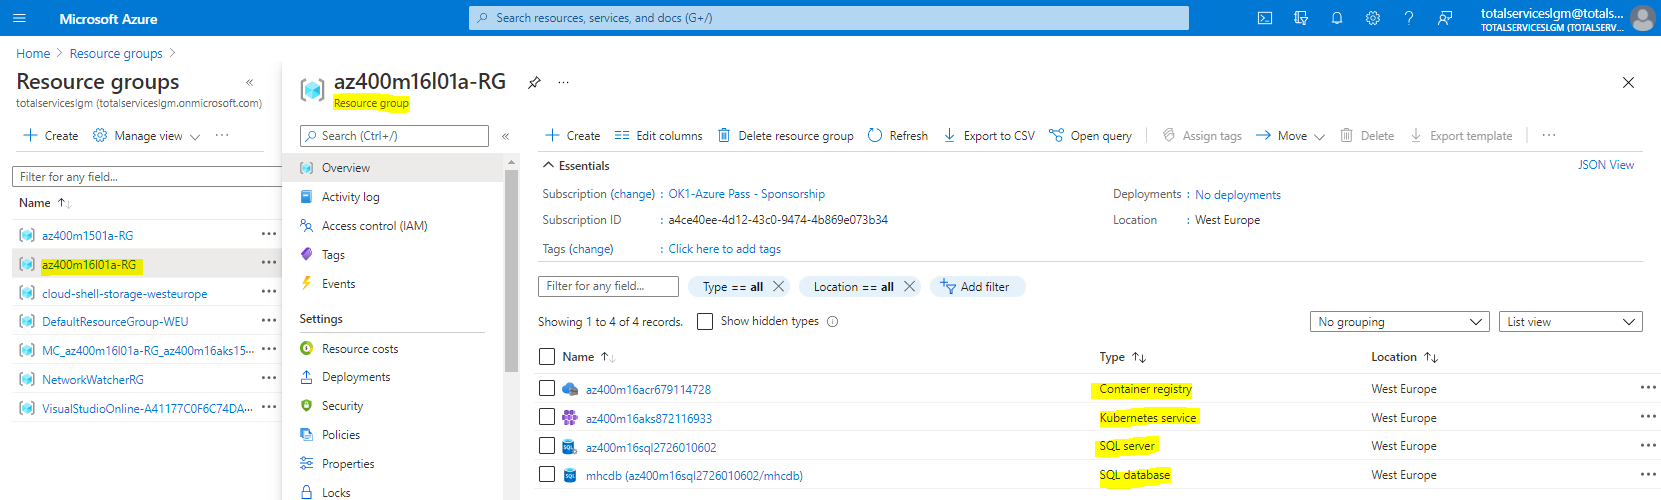 Microsoft Azure
Search resources, services, and docs (G+/)
totalserviceslgm@totals...
TOTALSERVICESLGM (TOTALSERV...
Home > Resource groups >
Resource groups
totalserviceslgm (totalserviceslgm.onmicrosoft.com)
+ Create Manage view ...
Filter for any field...
Name ↑↓
az400m1501a-RG ...
az400m16l01a-RG ...
cloud-shell-storage-westeurope ...
DefaultResourceGroup-WEU ...
MC_az400m16l01a-RG_az400m16aks15... ...
NetworkWatcherRG ...
VisualStudioOnline-A41177C0F6C74DA... ...
az400m16l01a-RG ...
Resource group
Search (Ctrl+/)
Overview
Activity log
Access control (IAM)
Tags
Events
Settings
Resource costs
Deployments
Security
Policies
Properties
Locks
+ Create Edit columns Delete resource group Refresh Export to CSV Open query Assign tags Move Delete Export template ...
Essentials JSON View
Subscription (change) : OK1-Azure Pass - Sponsorship Deployments : No deployments
Subscription ID : a4ce40ee-4d12-43c0-9474-4b869e073b34 Location : West Europe
Tags (change) : Click here to add tags
Filter for any field... Type == all Location == all Add filter
Showing 1 to 4 of 4 records. Show hidden types No grouping List view
Name ↑↓ Type ↑↓ Location ↑↓
az400m16acr679114728 Container registry West Europe ...
az400m16aks872116933 Kubernetes service West Europe ...
az400m16sql2726010602 SQL server West Europe ...
mhcdb (az400m16sql2726010602/mhcdb) SQL database West Europe ...